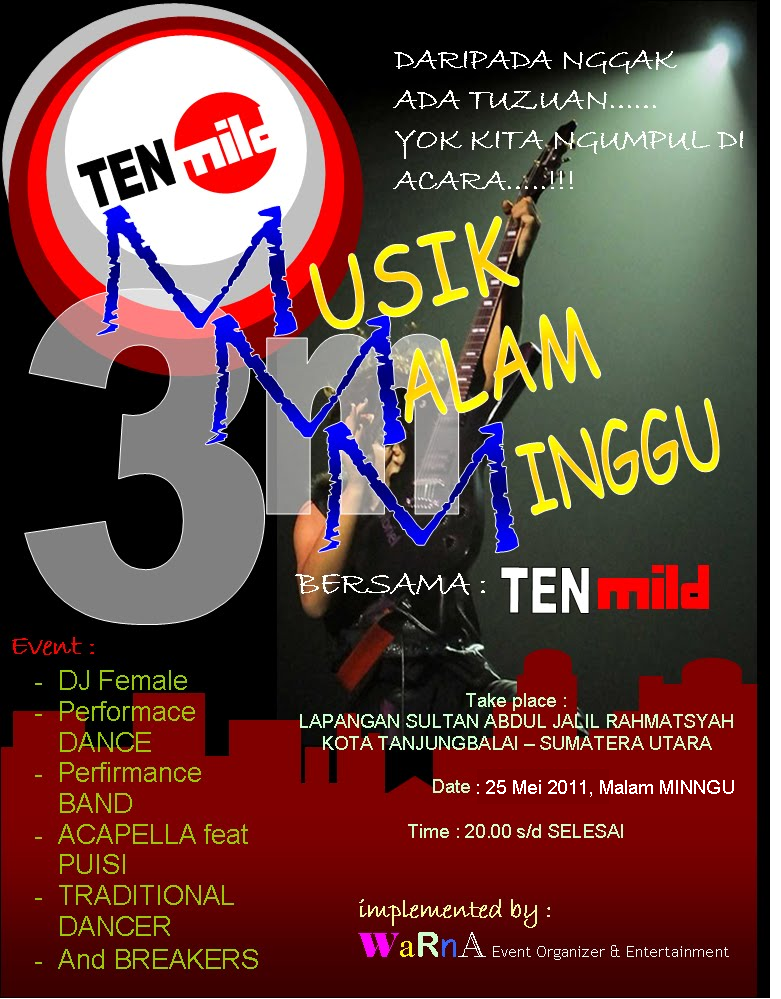 DARIPADA NGGAK
ADA TUZUAN......
YOK KITA NGUMPUL DI
ACARA.....!!!
TEN mild
3m
MUSIK
MALAM
MINGGU
BERSAMA : TEN mild
Event :
- DJ Female
- Performace
DANCE
- Perfirmance
BAND
- ACAPELLA feat
PUISI
- TRADITIONAL
DANCER
- And BREAKERS
Take place :
LAPANGAN SULTAN ABDUL JALIL RAHMATSYAH
KOTA TANJUNGBALAI – SUMATERA UTARA
Date : 25 Mei 2011, Malam MINNGU
Time : 20.00 s/d SELESAI
implemented by :
WaRnA Event Organizer & Entertainment